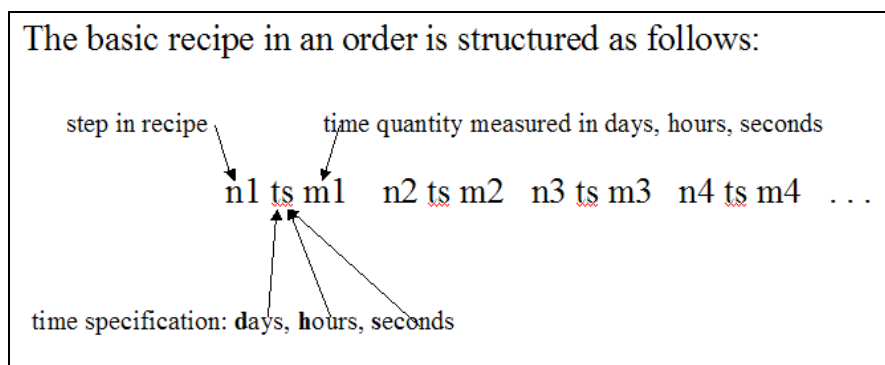 The basic recipe in an order is structured as follows:
step in recipe time quantity measured in days, hours, seconds
n1 ts m1 n2 ts m2 n3 ts m3 n4 ts m4 . . .
time specification: days, hours, seconds